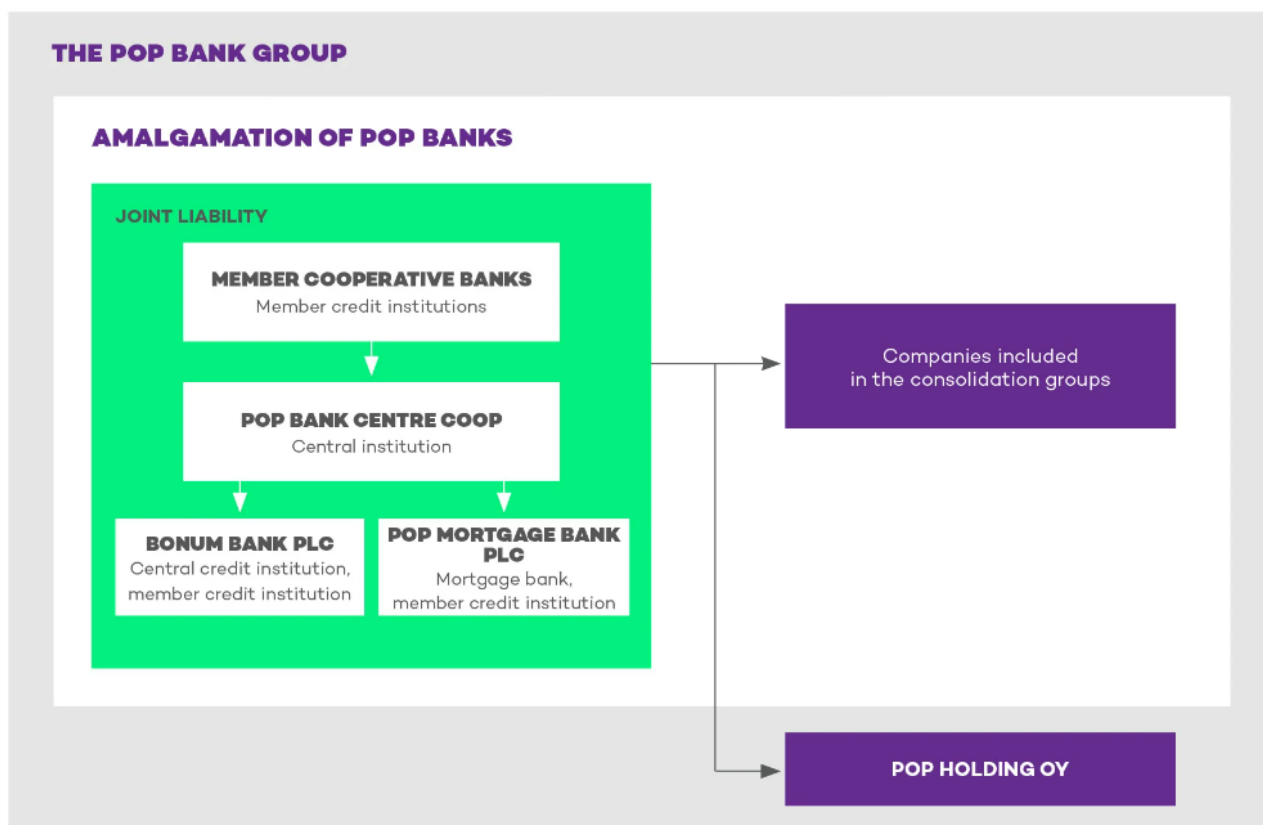 THE POP BANK GROUP
AMALGAMATION OF POP BANKS
JOINT LIABILITY
MEMBER COOPERATIVE BANKS
Member credit institutions
POP BANK CENTRE COOP
Central institution
BONUM BANK PLC
Central credit institution,
member credit institution
POP MORTGAGE BANK
PLC
Mortgage bank,
member credit institution
Companies included
in the consolidation groups
POP HOLDING OY